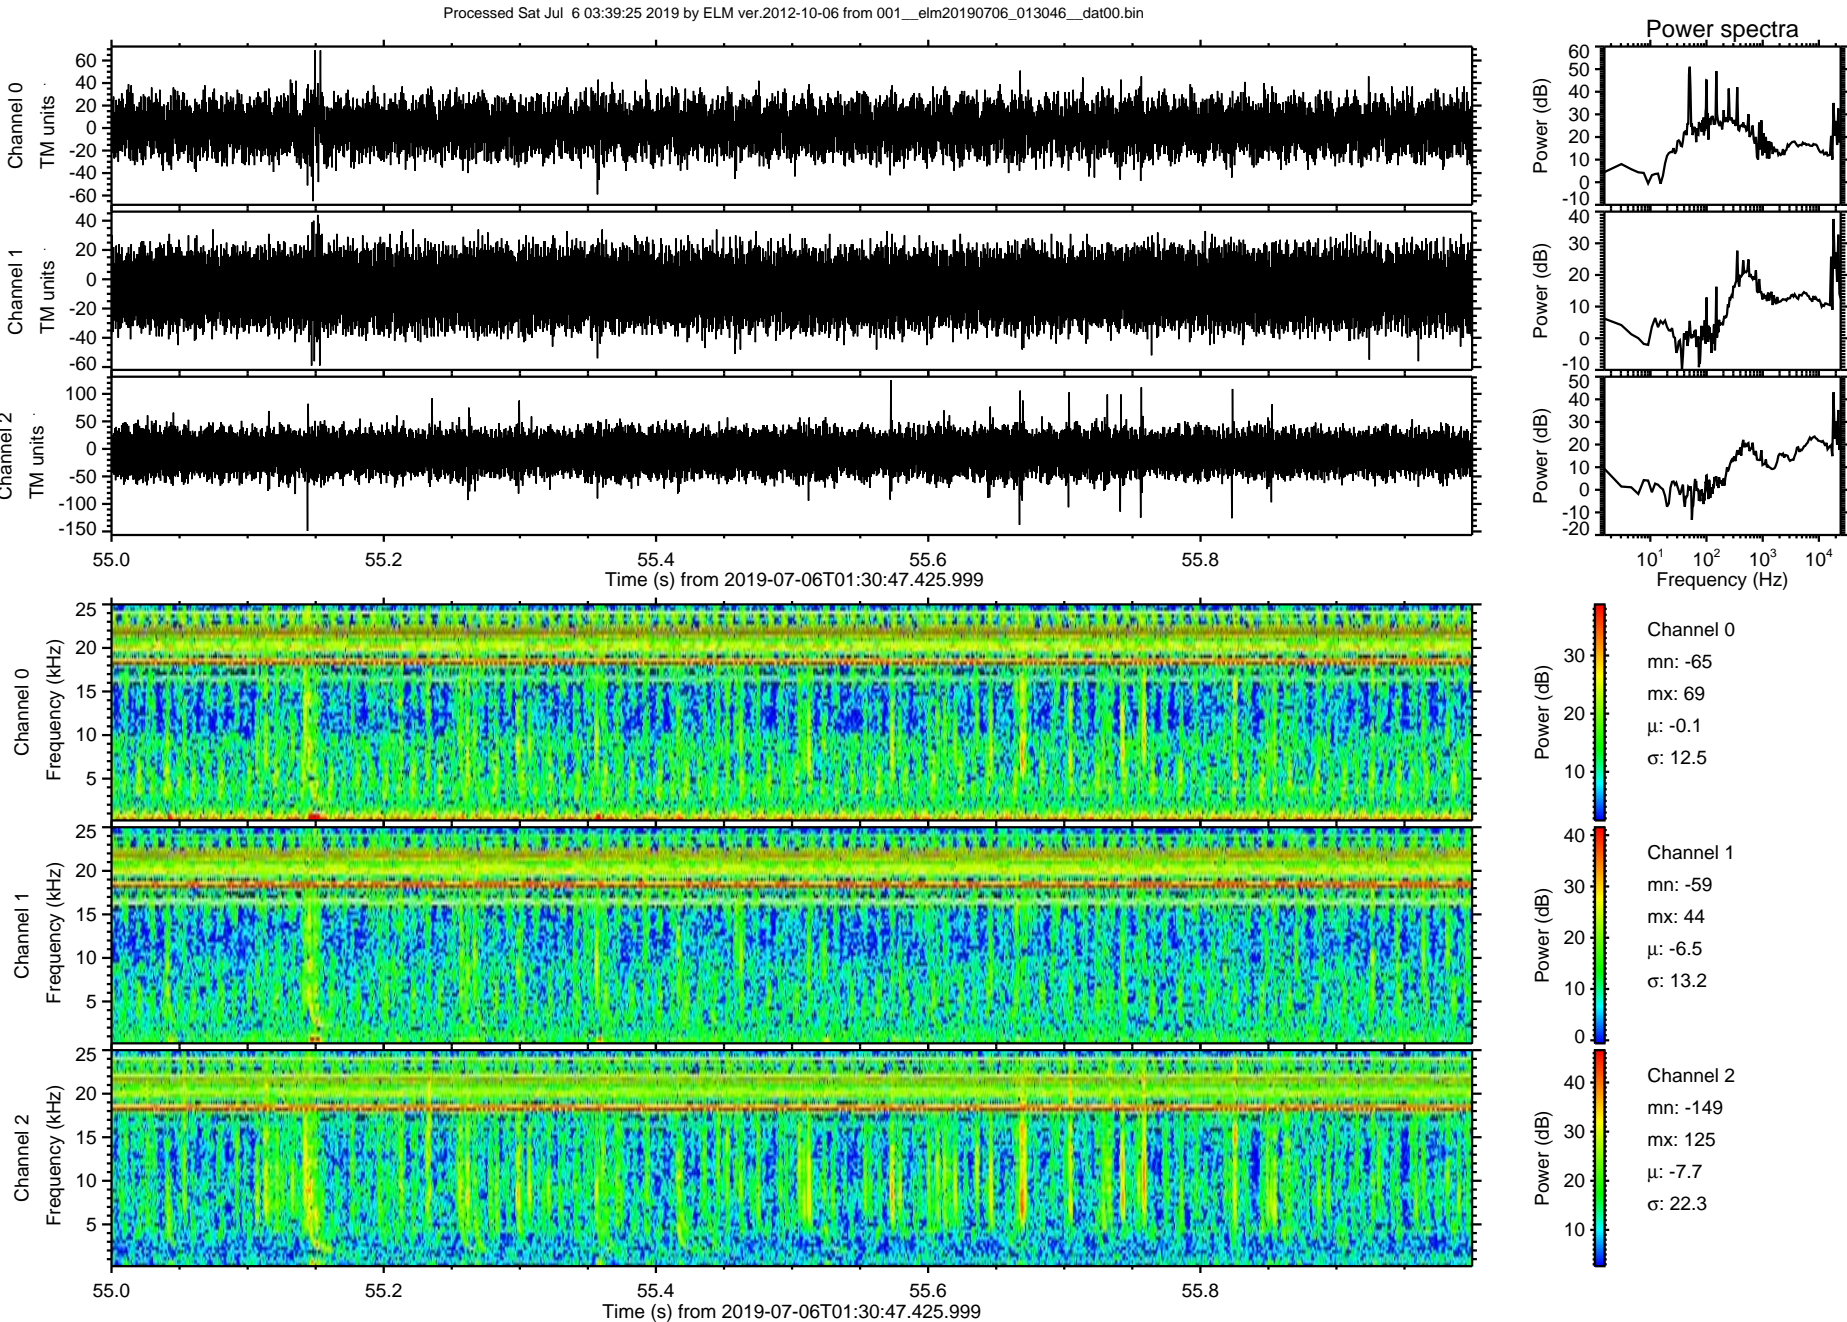 Processed Sat Jul 6 03:39:25 2019 by ELM ver.2012-10-06 from 001__elm20190706_013046__dat00.bin
Power spectra
Channel 0
TM units
60
40
20
0
-20
-40
-60
Power (dB)
60
50
40
30
20
10
0
-10
Channel 1
TM units
40
20
0
-20
-40
-60
Power (dB)
40
30
20
10
0
-10
Channel 2
TM units
100
50
0
-50
-100
-150
Power (dB)
50
40
30
20
10
0
-10
-20
55.0 55.2 55.4 55.6 55.8
Time (s) from 2019-07-06T01:30:47.425.999
10^1 10^2 10^3 10^4
Frequency (Hz)
Channel 0
Frequency (kHz)
25
20
15
10
5
Power (dB)
30
20
10
Channel 0
mn: -65
mx: 69
μ: -0.1
σ: 12.5
Channel 1
Frequency (kHz)
25
20
15
10
5
Power (dB)
40
30
20
10
0
Channel 1
mn: -59
mx: 44
μ: -6.5
σ: 13.2
Channel 2
Frequency (kHz)
25
20
15
10
5
Power (dB)
40
30
20
10
Channel 2
mn: -149
mx: 125
μ: -7.7
σ: 22.3
55.0 55.2 55.4 55.6 55.8
Time (s) from 2019-07-06T01:30:47.425.999